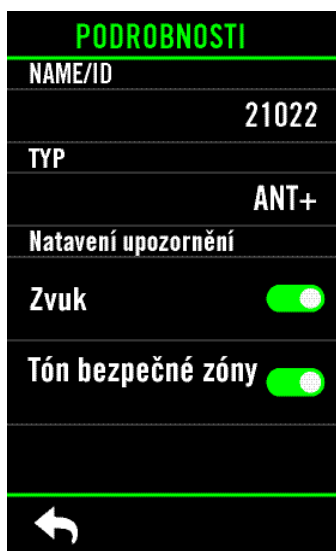 PODROBNOSTI
NAME/ID
21022
TYP
ANT+
Natavení upozornění
Zvuk
Tón bezpečné zóny